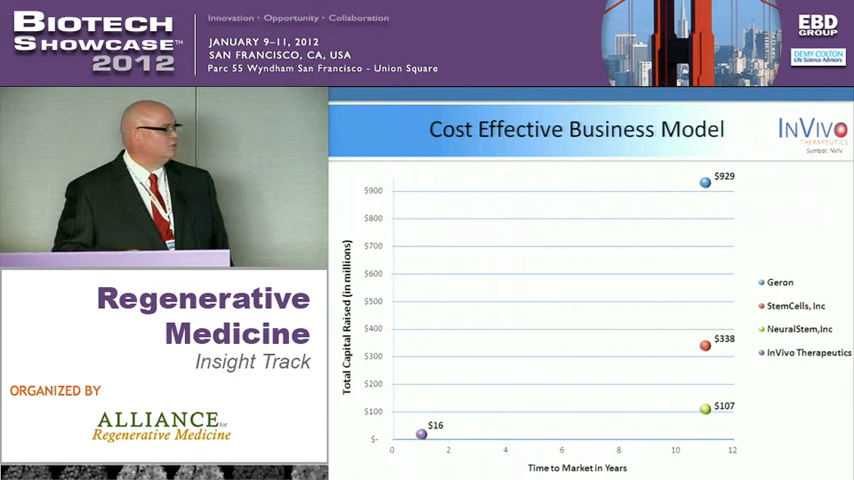 BIOTECH
SHOWCASE™
2012
Innovation • Opportunity • Collaboration
JANUARY 9–11, 2012
SAN FRANCISCO, CA, USA
Parc 55 Wyndham San Francisco - Union Square
EBD
GROUP
DEMY-COLTON
Life Science Advisors
Cost Effective Business Model
INVIVO
THERAPEUTICS
Symbol: NVIV
Total Capital Raised (in millions)
$900
$800
$700
$600
$500
$400
$300
$200
$100
$-
$929
$338
$107
$16
0 2 4 6 8 10 12
Time to Market in Years
Geron
StemCells, Inc
NeuralStem,Inc
InVivo Therapeutics
Regenerative
Medicine
Insight Track
ORGANIZED BY
ALLIANCE for
Regenerative Medicine